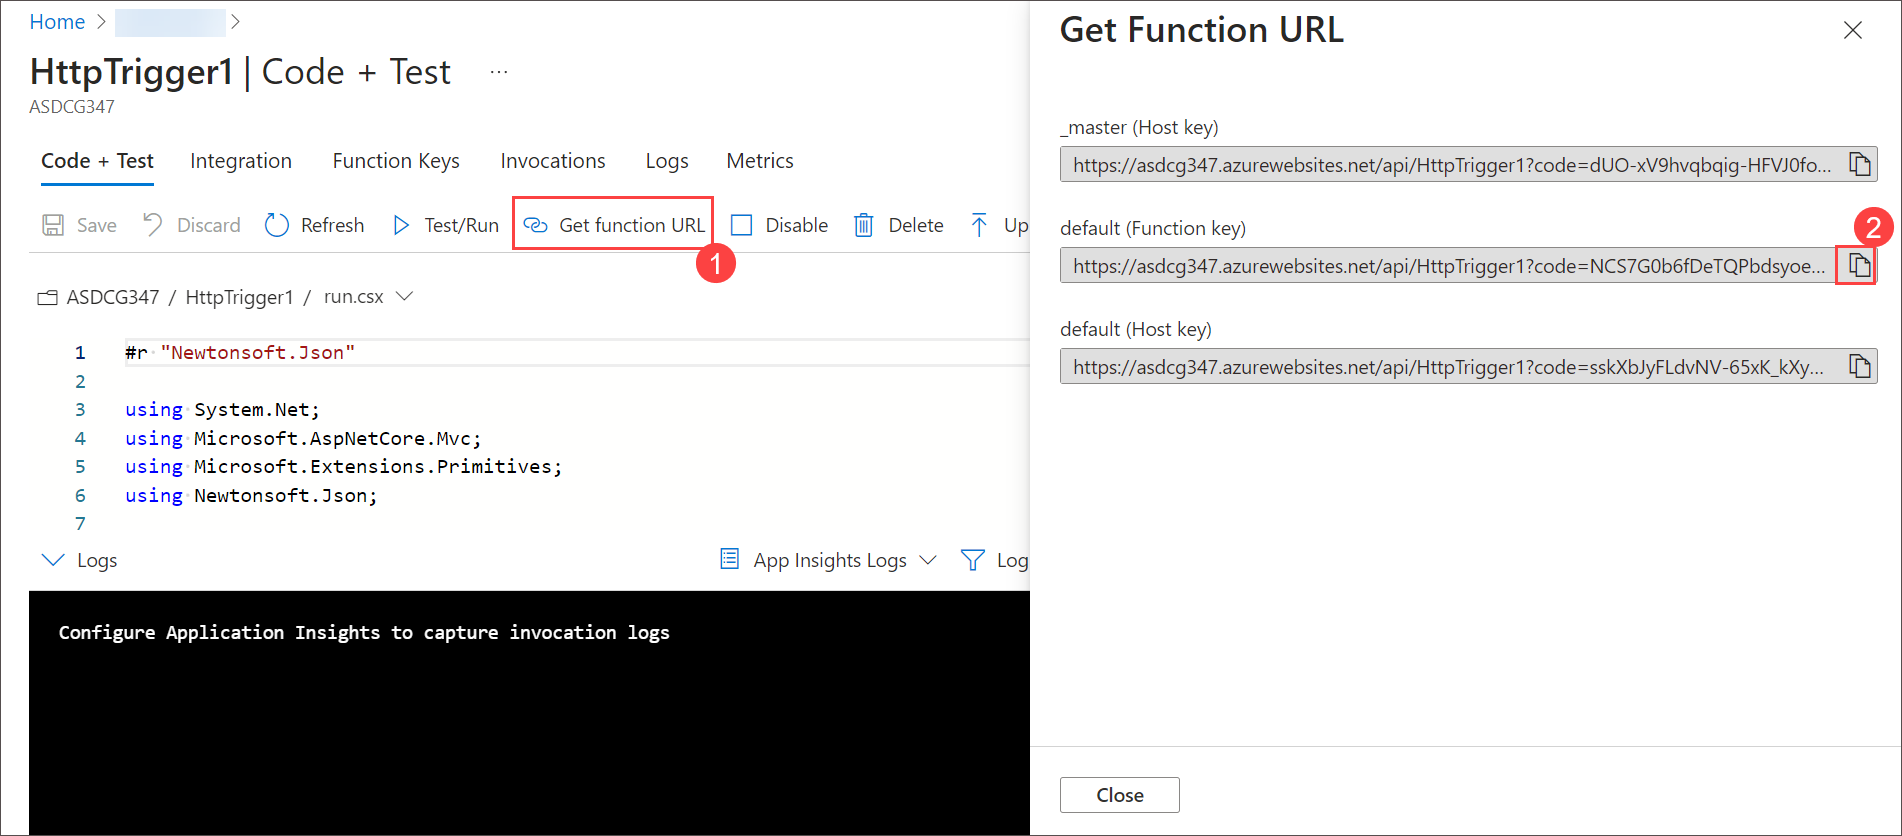 Home
HttpTrigger1 | Code + Test ...
ASDCG347
Code + Test Integration Function Keys Invocations Logs Metrics
Save Discard Refresh Test/Run Get function URL Disable Delete Up
1
ASDCG347 / HttpTrigger1 / run.csx
1 #r "Newtonsoft.Json"
2
3 using System.Net;
4 using Microsoft.AspNetCore.Mvc;
5 using Microsoft.Extensions.Primitives;
6 using Newtonsoft.Json;
7
Logs App Insights Logs Log
Configure Application Insights to capture invocation logs
Get Function URL
_master (Host key)
https://asdcg347.azurewebsites.net/api/HttpTrigger1?code=dUO-xV9hvqbqig-HFVJ0fo...
default (Function key)
2
https://asdcg347.azurewebsites.net/api/HttpTrigger1?code=NCS7G0b6fDeTQPbdsyoe...
default (Host key)
https://asdcg347.azurewebsites.net/api/HttpTrigger1?code=sskXbJyFLdvNV-65xK_kXy...
Close